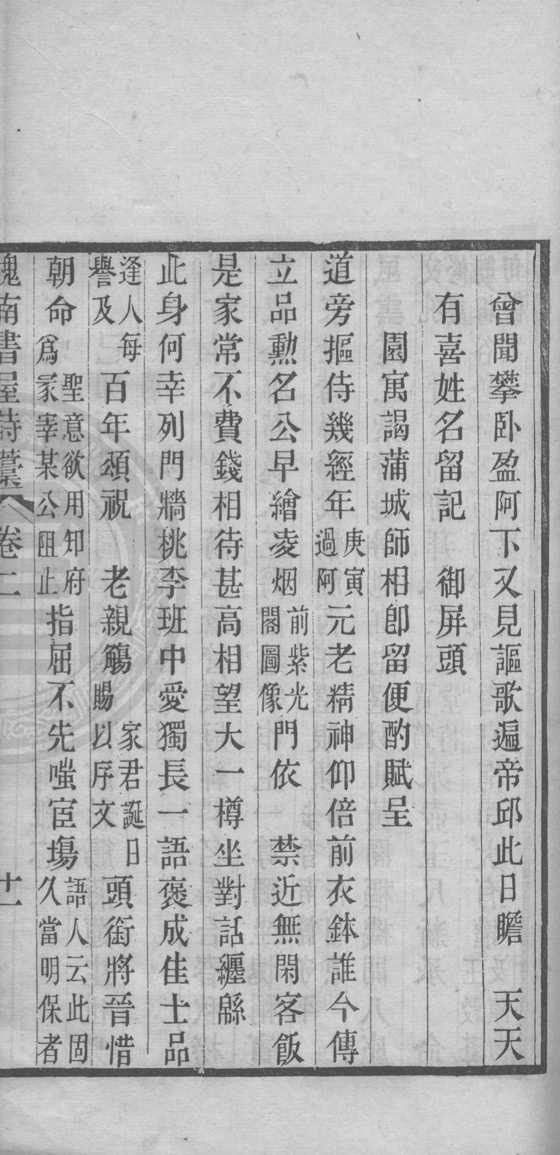 曾聞攀卧盈阿下又見謳歌遍帝邱此日瞻　天天
有喜姓名留記　御屏頭
園寓謁蒲城師相卽留便酌賦呈
道旁摳侍幾經年庚寅過阿元老精神仰倍前衣鉢誰今傳
立品勲名公早繪凌烟前紫光閣圖像門依　禁近無閑客飯
是家常不費錢相待甚高相望大一樽坐對話纒緜
此身何幸列門牆桃李班中愛獨長一語褒成佳士品
逢人每譽及百年頌祝　老親觴家君誕日賜以序文頭銜將晉惜
朝命聖意欲用知府爲冢宰某公阻止指屈不先嗤宦塲語人云此固久當明保者
槐南書屋詩藁　卷二　十一